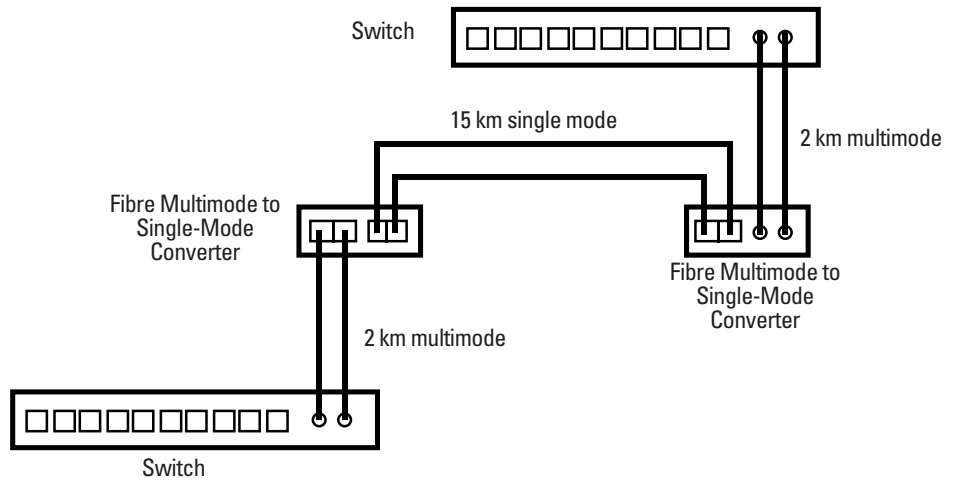 Switch
15 km single mode
2 km multimode
Fibre Multimode to
Single-Mode
Converter
Fibre Multimode to
Single-Mode
Converter
2 km multimode
Switch